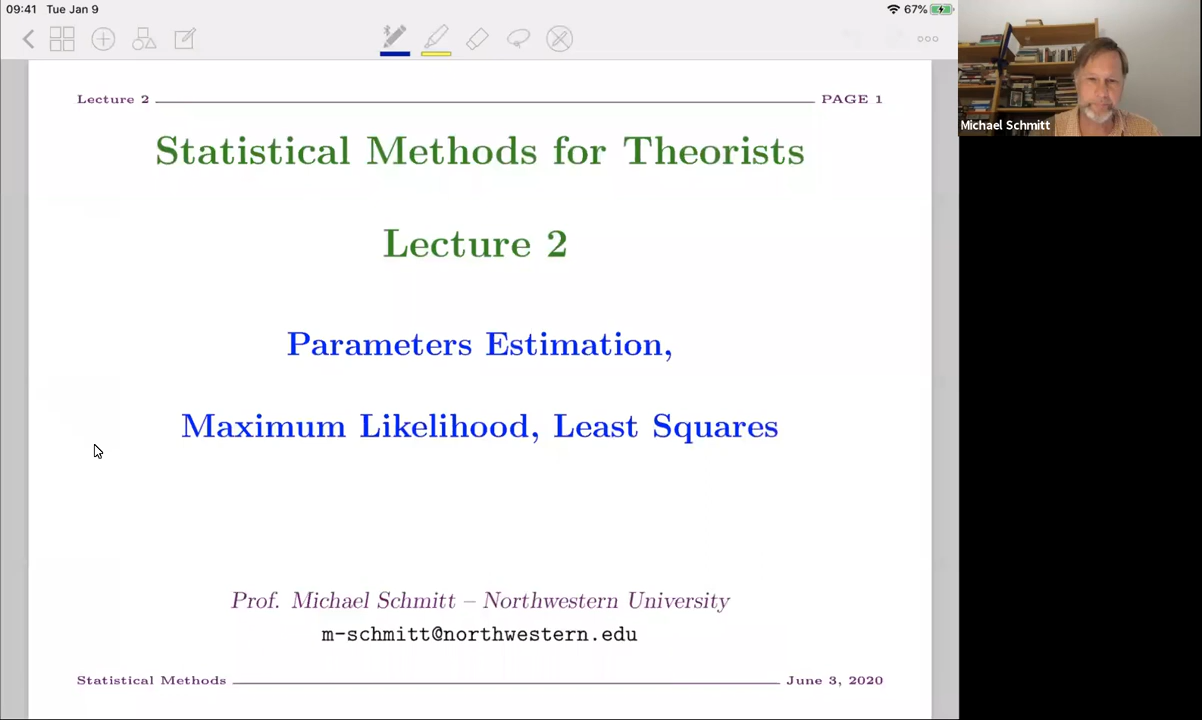 09:41 Tue Jan 9
67%
Lecture 2
PAGE 1
Statistical Methods for Theorists
Lecture 2
Parameters Estimation,
Maximum Likelihood, Least Squares
Prof. Michael Schmitt – Northwestern University
m-schmitt@northwestern.edu
Statistical Methods
June 3, 2020
Michael Schmitt